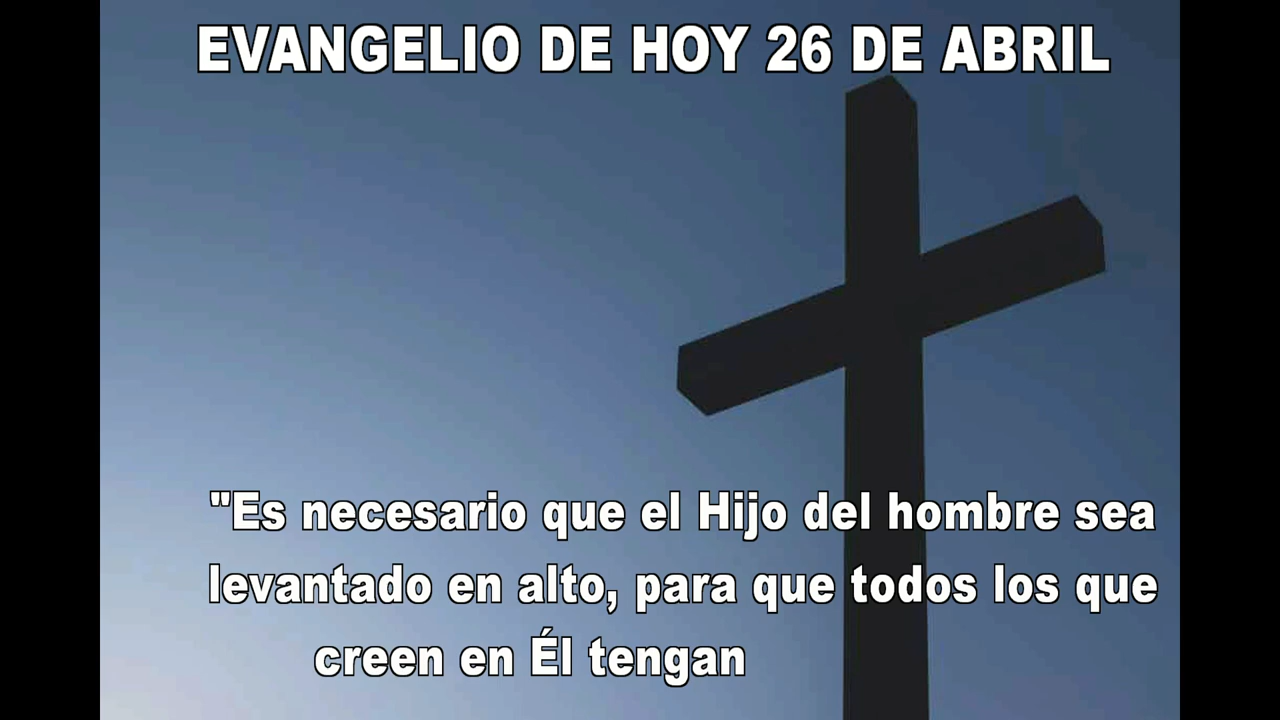 EVANGELIO DE HOY 26 DE ABRIL
"Es necesario que el Hijo del hombre sea
levantado en alto, para que todos los que
creen en Él tengan